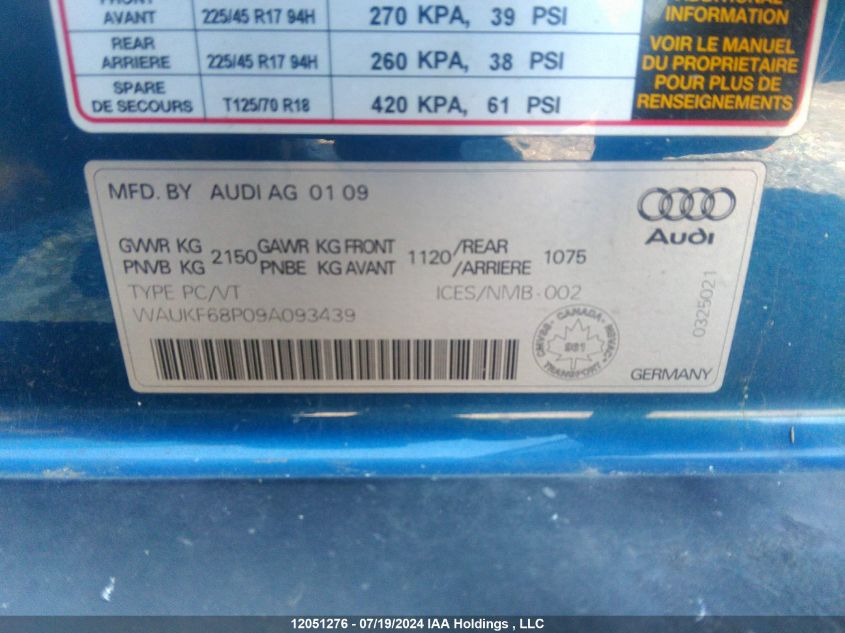 AVANT 225/45 R17 94H 270 KPA, 39 PSI
REAR
ARRIERE 225/45 R17 94H 260 KPA, 38 PSI
SPARE
DE SECOURS T125/70 R18 420 KPA, 61 PSI
INFORMATION
VOIR LE MANUEL
DU PROPRIETAIRE
POUR PLUS DE
RENSEIGNEMENTS
MFD. BY AUDI AG 01 09
Audi
GVWR KG 2150 GAWR KG FRONT 1120 /REAR 1075
PNVB KG PNBE KG AVANT /ARRIERE
TYPE PC/VT ICES/NMB-002
WAUKF68P09A093439
0325021
CMVSS - CANADA - NSVAC
TRANSPORT
GERMANY
12051276 - 07/19/2024 IAA Holdings , LLC